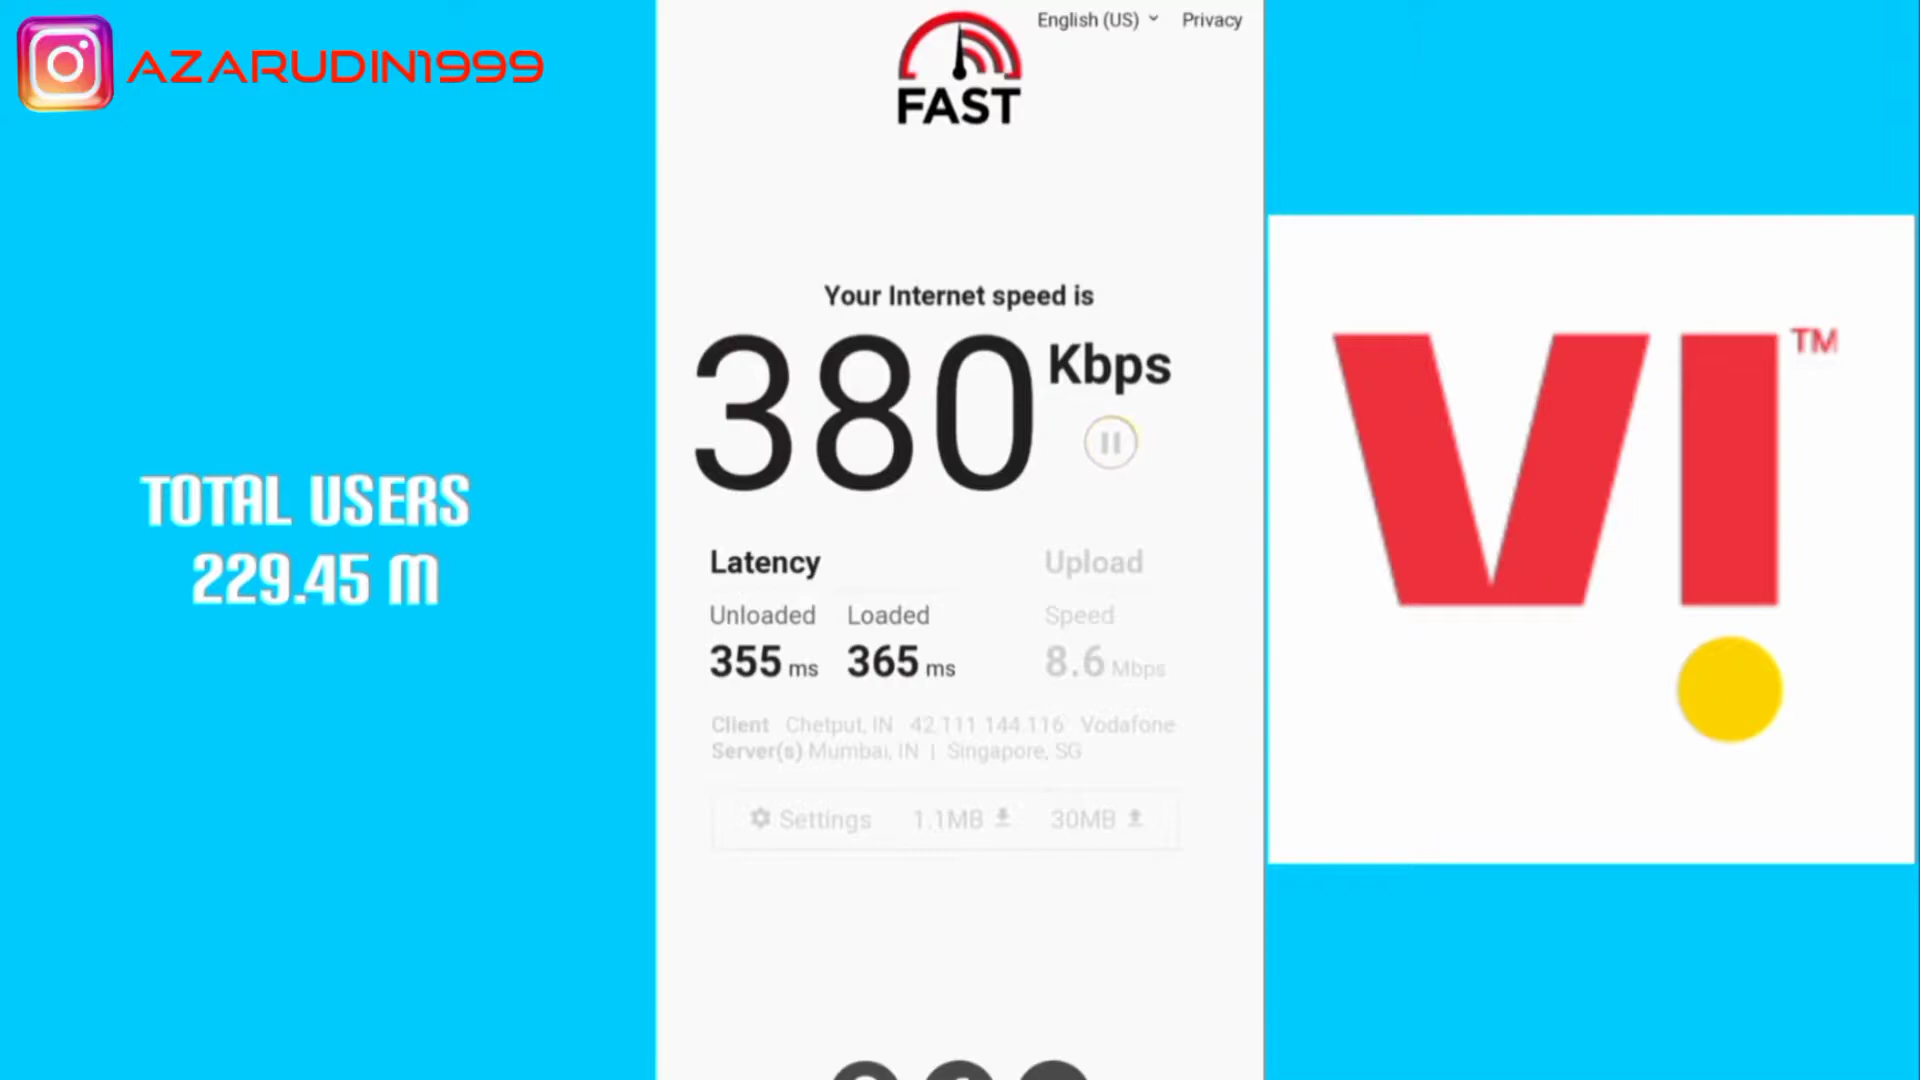 AZARUDIN1999
English (US) Privacy
FAST
Your Internet speed is
380 Kbps
Latency Upload
Unloaded Loaded Speed
355 ms 365 ms 8.6 Mbps
Client Chetput, IN 42.111.144.116 Vodafone
Server(s) Mumbai, IN | Singapore, SG
Settings 1.1MB 30MB
TOTAL USERS
229.45 M
VI TM